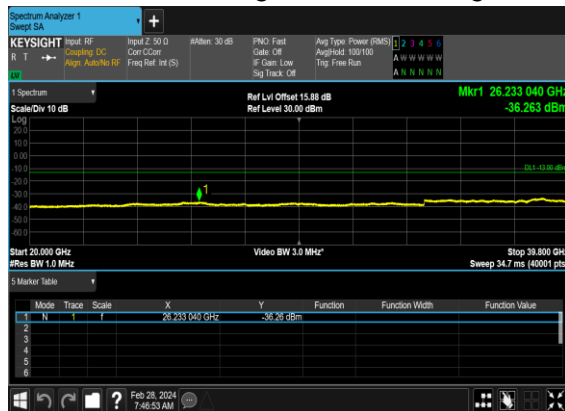 Spectrum Analyzer 1
Swept SA
KEYSIGHT Input: RF Input Z: 50 Ω #Atten: 30 dB PNO: Fast Avg Type: Power (RMS) 1 2 3 4 5 6
R T Coupling: DC Corr CCorr Gate: Off Avg|Hold: 100/100 A W W W W W
Align: Auto/No RF Freq Ref: Int (S) IF Gain: Low Trig: Free Run
Sig Track: Off A N N N N N
1 Spectrum Ref Lvl Offset 15.88 dB Mkr1 26.233 040 GHz
Scale/Div 10 dB Ref Level 30.00 dBm -36.263 dBm
Log
20.0
10.0
0.00
-10.0
DL1 -13.00 dBm
-20.0
1
-30.0
-40.0
-50.0
-60.0
Start 20.000 GHz Video BW 3.0 MHz* Stop 39.800 GHz
#Res BW 1.0 MHz Sweep 34.7 ms (40001 pts
5 Marker Table
Mode Trace Scale X Y Function Function Width Function Value
1 N 1 f 26.233 040 GHz -36.26 dBm
2
3
4
5
6
? Feb 28, 2024
7:46:53 AM